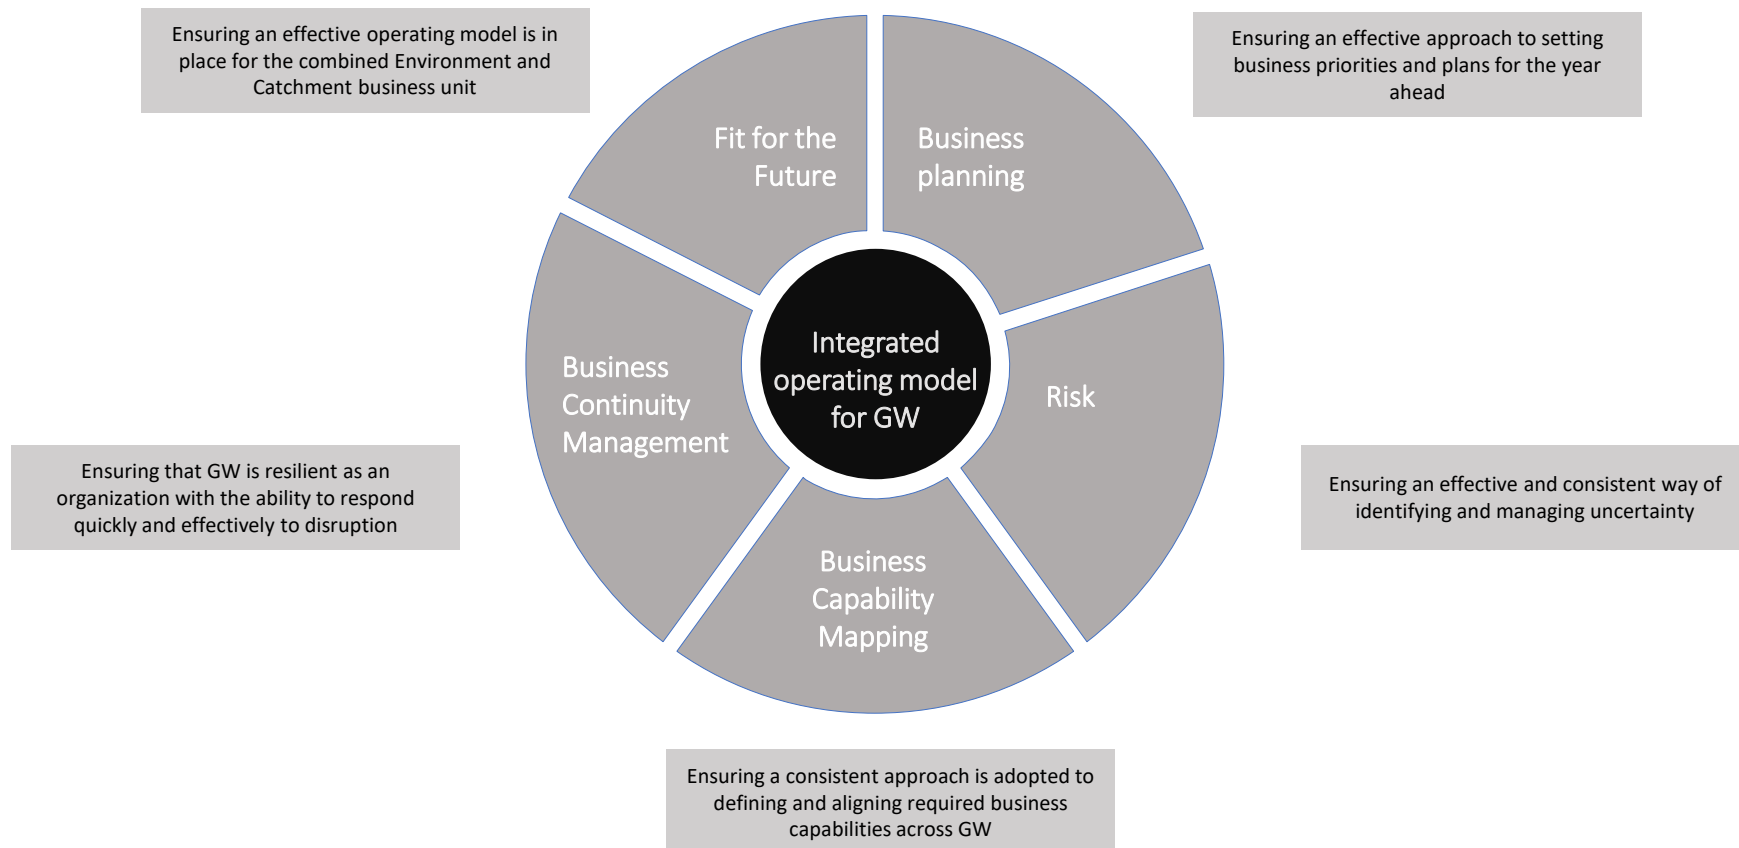 Ensuring an effective operating model is in
place for the combined Environment and
Catchment business unit
Ensuring an effective approach to setting
business priorities and plans for the year
ahead
Fit for the
Future
Business
planning
Integrated
operating model
for GW
Business
Continuity
Management
Risk
Ensuring that GW is resilient as an
organization with the ability to respond
quickly and effectively to disruption
Ensuring an effective and consistent way of
identifying and managing uncertainty
Business
Capability
Mapping
Ensuring a consistent approach is adopted to
defining and aligning required business
capabilities across GW